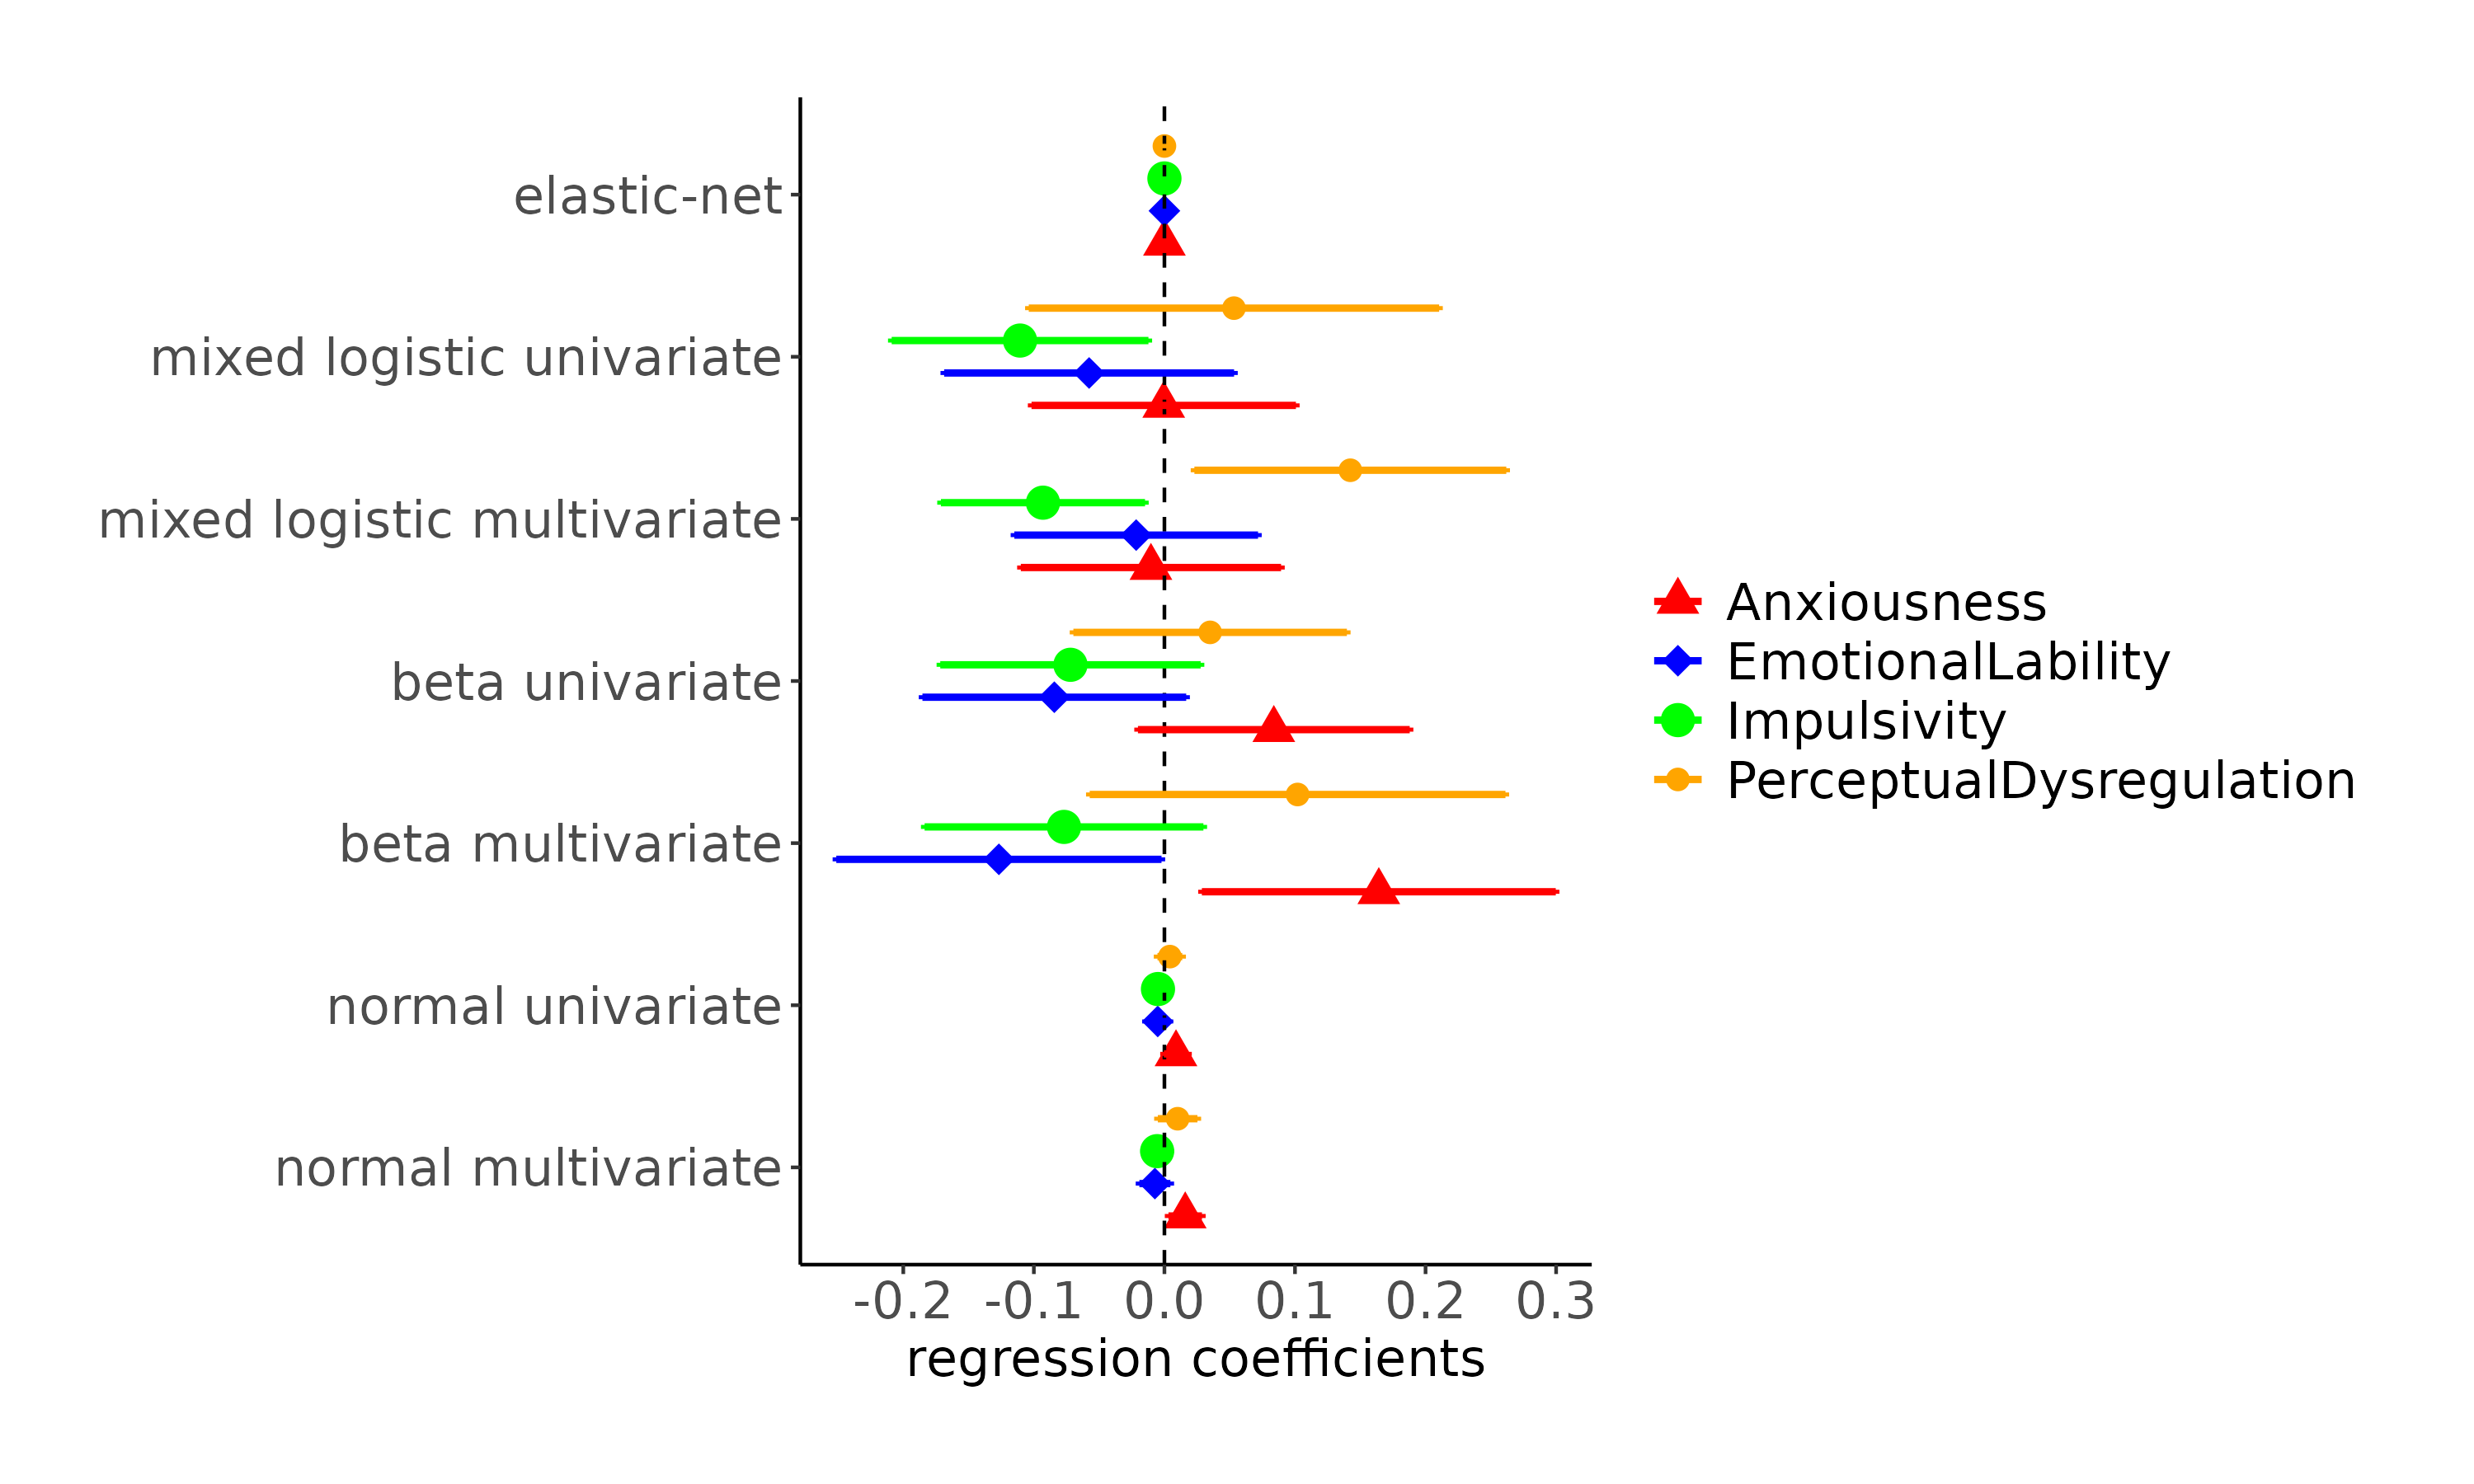 elastic-net
mixed logistic univariate
mixed logistic multivariate
beta univariate
beta multivariate
normal univariate
normal multivariate
-0.2 -0.1 0.0 0.1 0.2 0.3
regression coefficients
Anxiousness
EmotionalLability
Impulsivity
PerceptualDysregulation